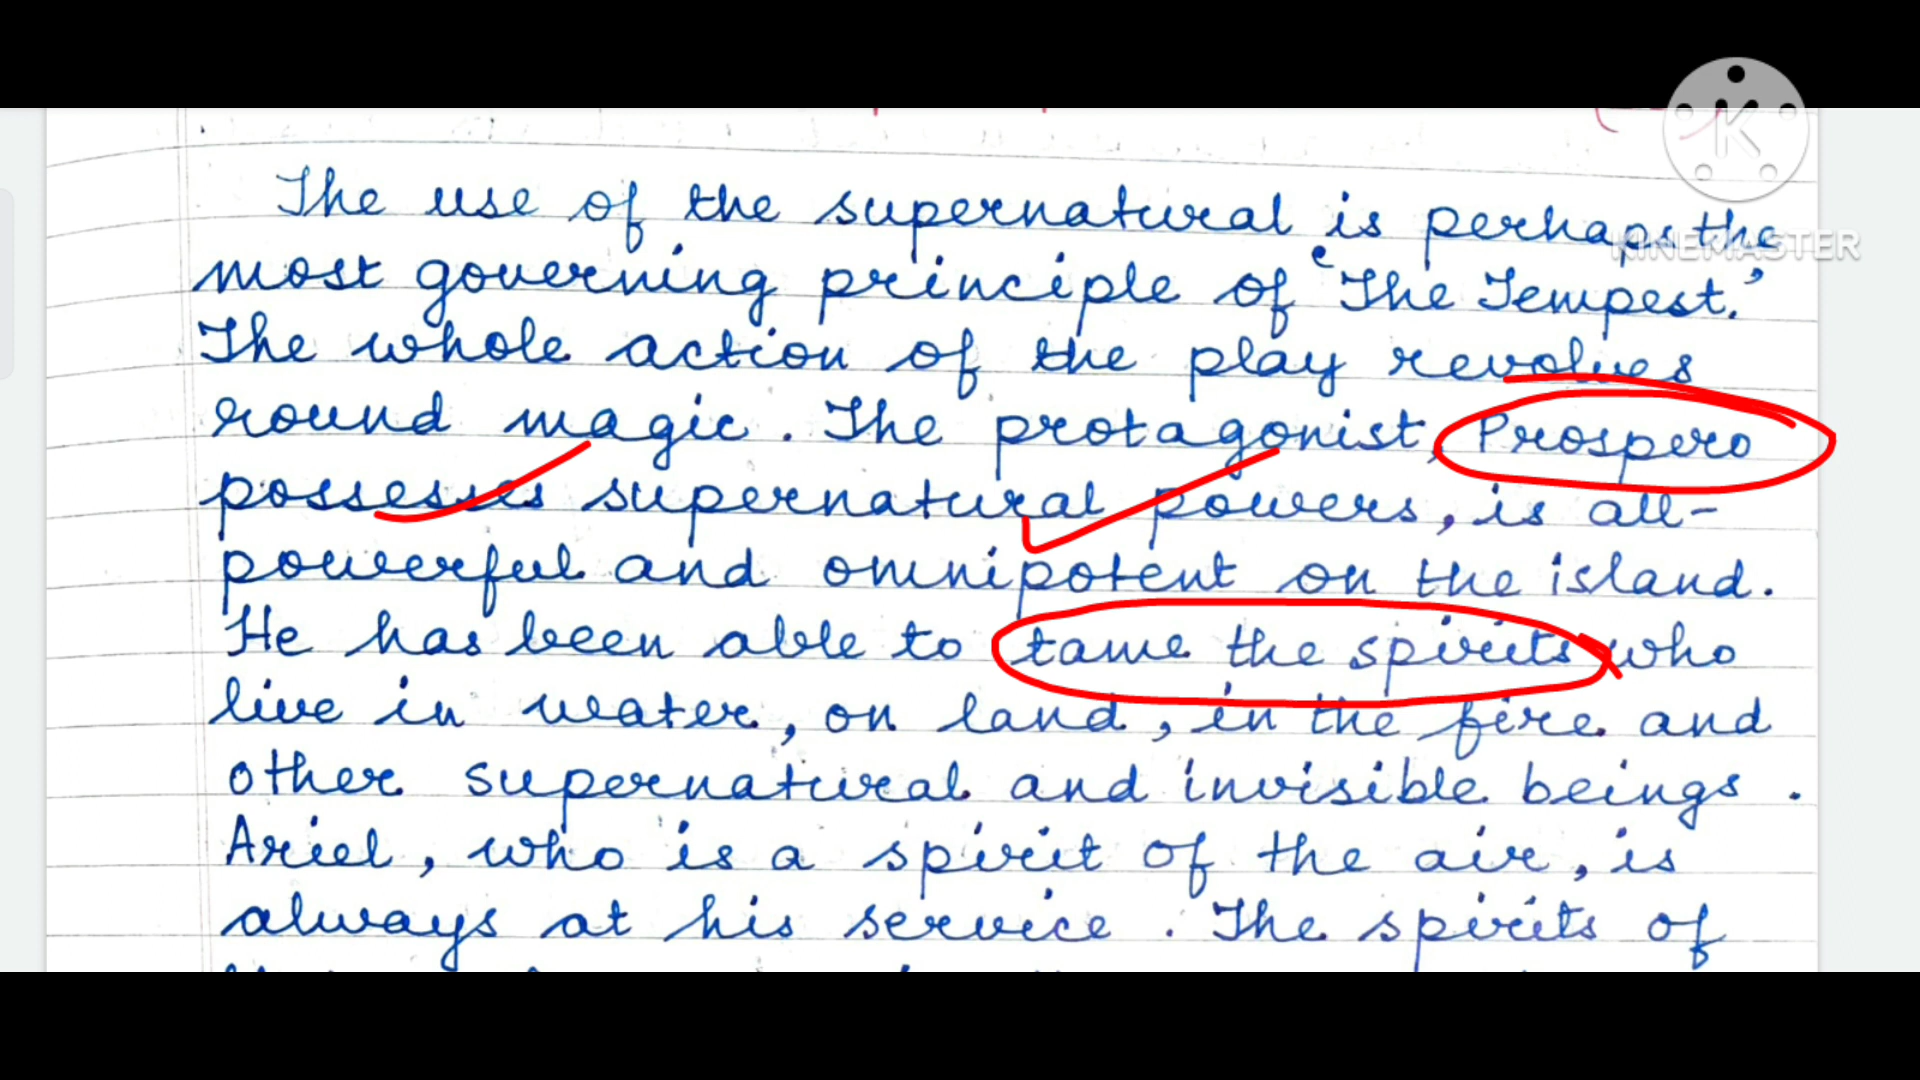 K
KINEMASTER
The use of the supernatural is perhaps the
most governing principle of 'The Tempest.'
The whole action of the play revolves
round magic. The protagonist, Prospero
possesses supernatural powers, is all-
powerful and omnipotent on the island.
He has been able to tame the spirits who
live in water, on land, in the fire and
other supernatural and invisible beings.
Ariel, who is a spirit of the air, is
always at his service. The spirits of